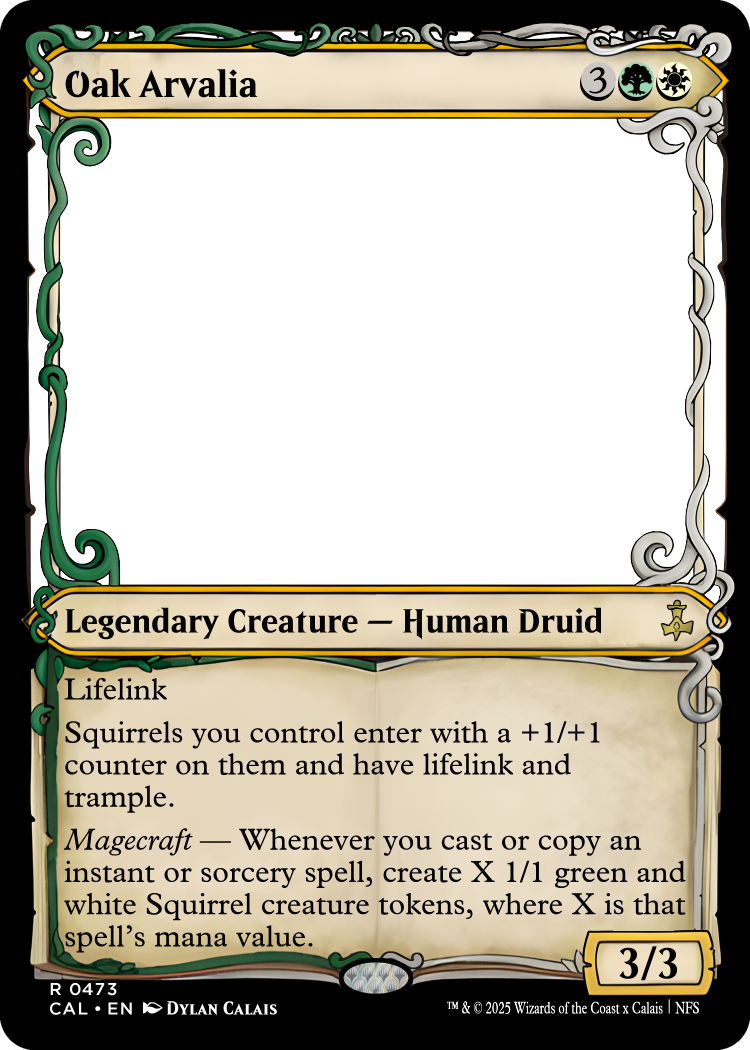 Oak Arvalia 3
Legendary Creature — Human Druid
Lifelink
Squirrels you control enter with a +1/+1
counter on them and have lifelink and
trample.
Magecraft — Whenever you cast or copy an
instant or sorcery spell, create X 1/1 green and
white Squirrel creature tokens, where X is that
spell's mana value.
3/3
R 0473
CAL • EN DYLAN CALAIS
™ & © 2025 Wizards of the Coast x Calais | NFS